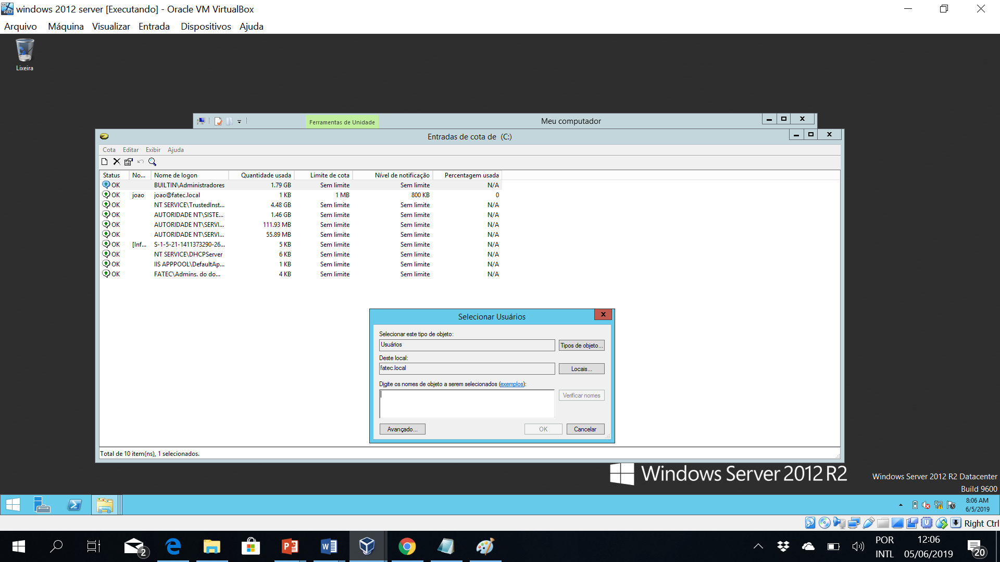 windows 2012 server [Executando] - Oracle VM VirtualBox
Arquivo Máquina Visualizar Entrada Dispositivos Ajuda
Lixeira
Ferramentas de Unidade
Meu computador
Entradas de cota de (C:)
Cota Editar Exibir Ajuda
Status No... Nome de logon Quantidade usada Limite de cota Nível de notificação Percentagem usada
OK BUILTIN\Administradores 1.79 GB Sem limite Sem limite N/A
OK joao joao@fatec.local 1 KB 1 MB 800 KB 0
OK NT SERVICE\TrustedInst... 4.48 GB Sem limite Sem limite N/A
OK AUTORIDADE NT\SISTE... 1.46 GB Sem limite Sem limite N/A
OK AUTORIDADE NT\SERVI... 111.93 MB Sem limite Sem limite N/A
OK AUTORIDADE NT\SERVI... 55.89 MB Sem limite Sem limite N/A
OK [Inf... S-1-5-21-1411373290-26... 5 KB Sem limite Sem limite N/A
OK NT SERVICE\DHCPServer 6 KB Sem limite Sem limite N/A
OK IIS APPPOOL\DefaultAp... 1 KB Sem limite Sem limite N/A
OK FATEC\Admins. do do... 4 KB Sem limite Sem limite N/A
Selecionar Usuários
Selecionar este tipo de objeto:
Usuários Tipos de objeto...
Deste local:
fatec.local Locais...
Digite os nomes de objeto a serem selecionados (exemplos):
Verificar nomes
Avançado... OK Cancelar
Total de 10 item(ns), 1 selecionados.
Windows Server 2012 R2
Windows Server 2012 R2 Datacenter
Build 9600
8:06 AM
6/5/2019
Right Ctrl
2
POR
INTL
12:06
05/06/2019
20